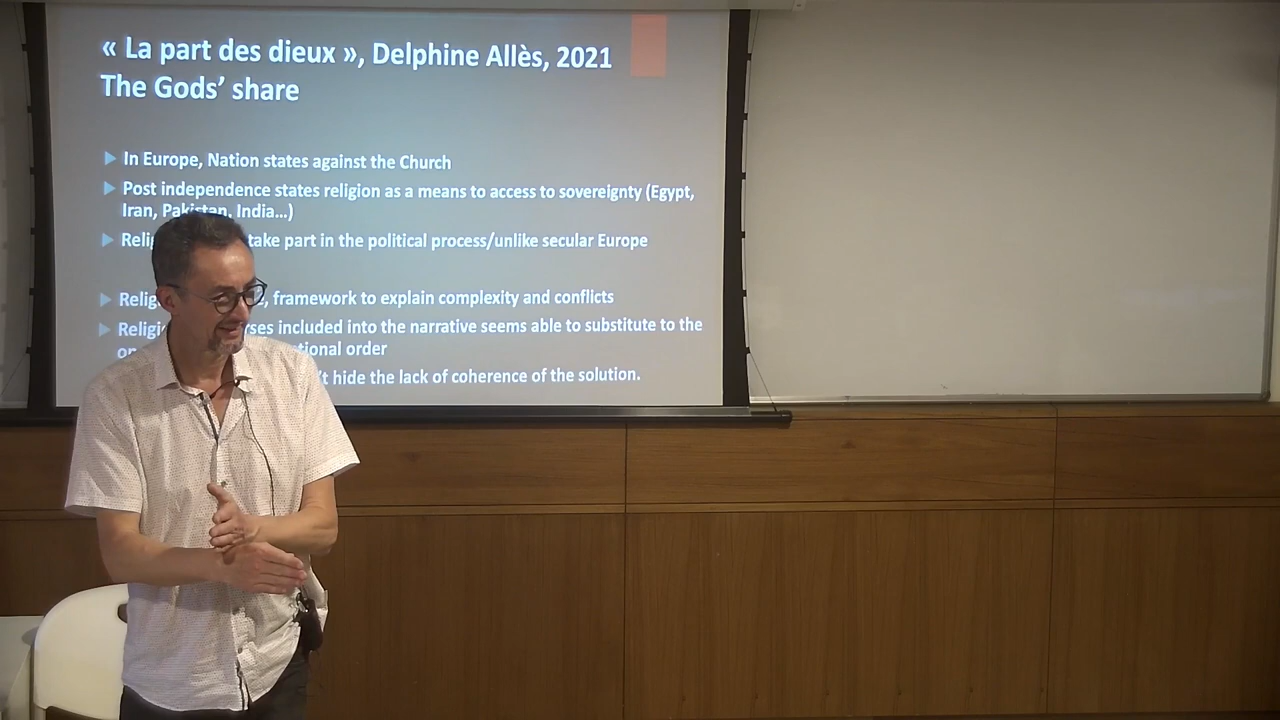 « La part des dieux », Delphine Allès, 2021
The Gods’ share
In Europe, Nation states against the Church
Post independence states religion as a means to access to sovereignty (Egypt,
Iran, Pakistan, India…)
take part in the political process/unlike secular Europe
framework to explain complexity and conflicts
included into the narrative seems able to substitute to the
order
hide the lack of coherence of the solution.